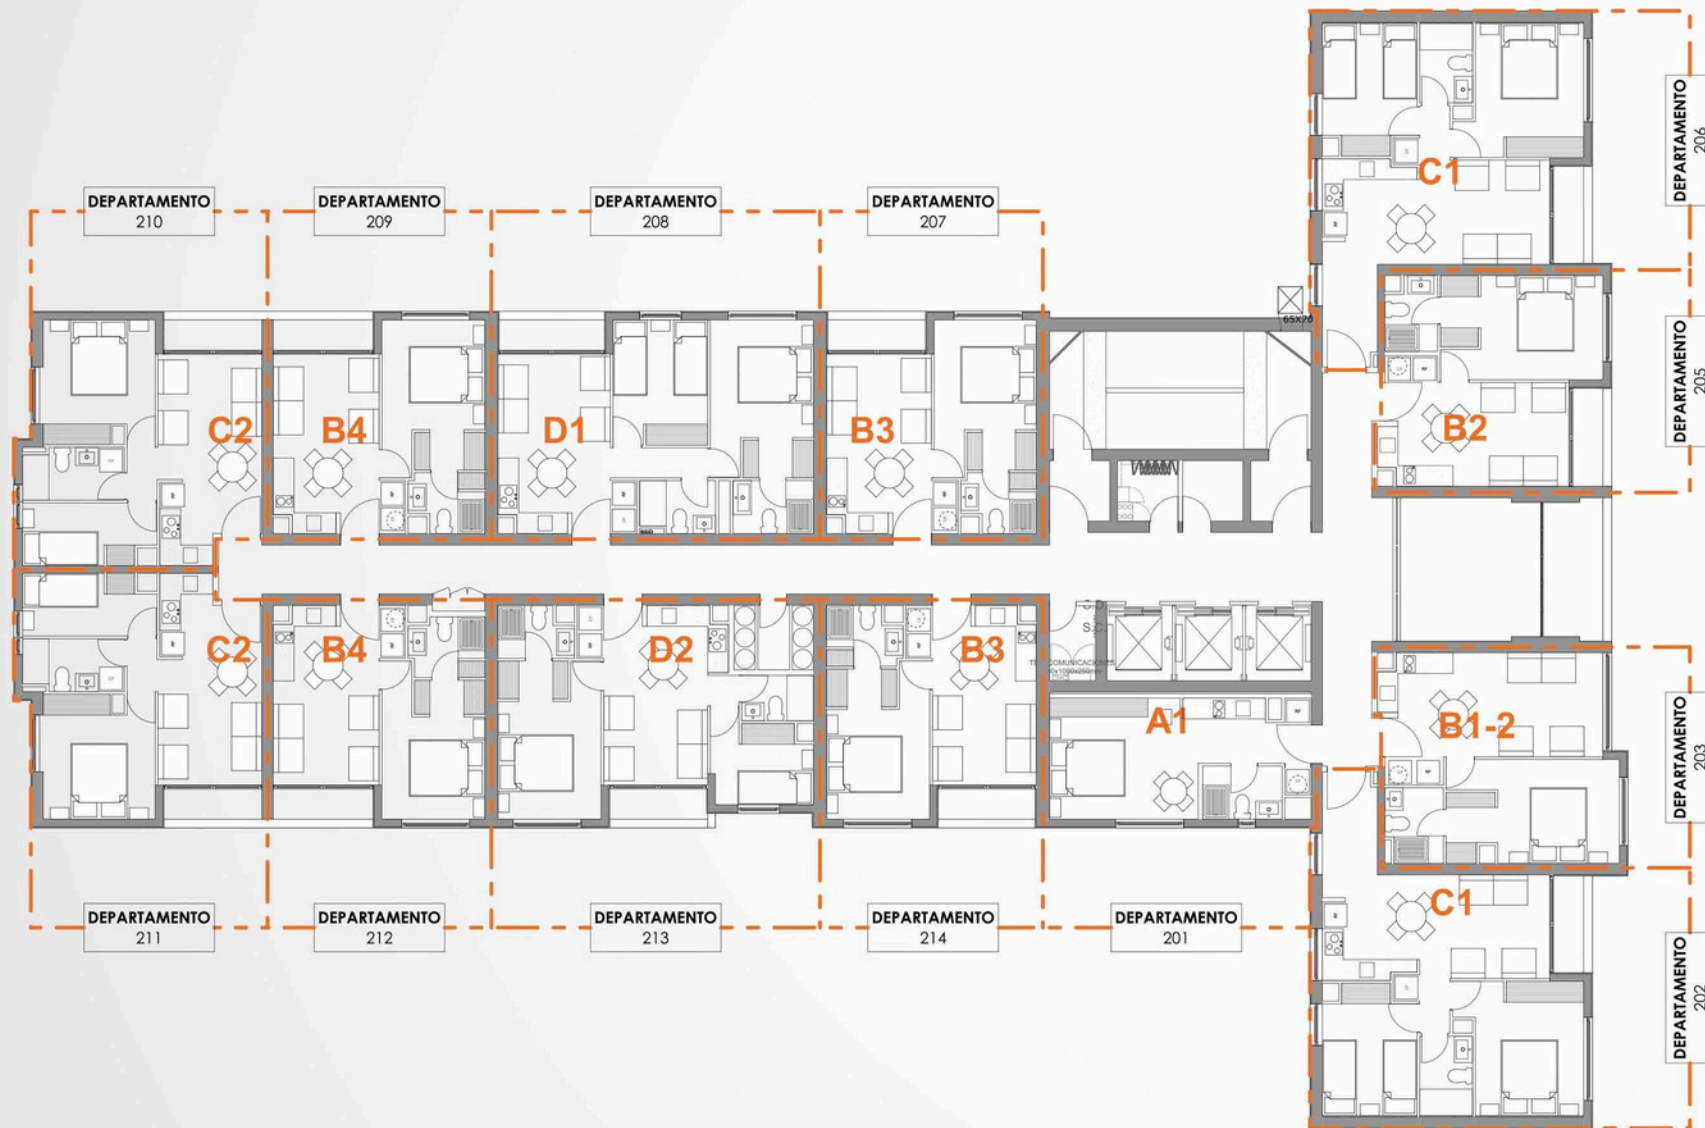 DEPARTAMENTO
206
C1
DEPARTAMENTO
210
DEPARTAMENTO
209
DEPARTAMENTO
208
DEPARTAMENTO
207
65X70
DEPARTAMENTO
205
C2
B4
D1
B3
B2
S.D.
S.C.
C2
B4
D2
B3
A1
B1-2
DEPARTAMENTO
203
C1
DEPARTAMENTO
211
DEPARTAMENTO
212
DEPARTAMENTO
213
DEPARTAMENTO
214
DEPARTAMENTO
201
DEPARTAMENTO
202